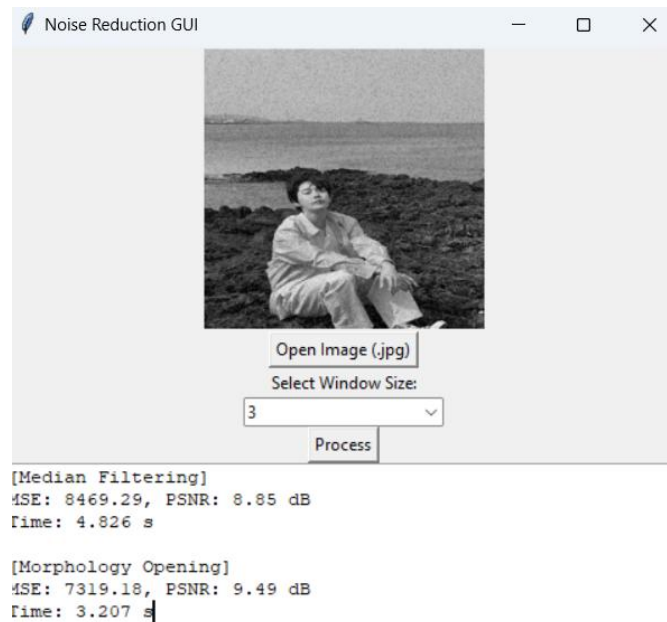 Noise Reduction GUI
Open Image (.jpg)
Select Window Size:
3
Process
[Median Filtering]
MSE: 8469.29, PSNR: 8.85 dB
Time: 4.826 s
[Morphology Opening]
MSE: 7319.18, PSNR: 9.49 dB
Time: 3.207 s